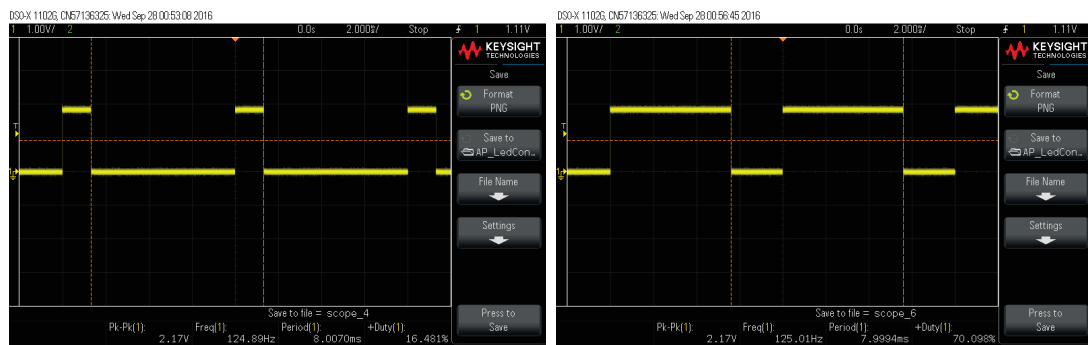 DSO-X 1102G, CN57136325: Wed Sep 28 00:53:08 2016
1 1.00V/ 2 0.0s 2.000s/ Stop 1 1.11V
KEYSIGHT
TECHNOLOGIES
Save
Format
PNG
Save to
AP_LedCon...
File Name
Settings
Save to file = scope_4
Pk-Pk(1): Freq(1): Period(1): +Duty(1):
2.17V 124.89Hz 8.0070ms 16.481%
Press to
Save
DSO-X 1102G, CN57136325: Wed Sep 28 00:56:45 2016
1 1.00V/ 2 0.0s 2.000s/ Stop 1 1.11V
KEYSIGHT
TECHNOLOGIES
Save
Format
PNG
Save to
AP_LedCon...
File Name
Settings
Save to file = scope_6
Pk-Pk(1): Freq(1): Period(1): +Duty(1):
2.17V 125.01Hz 7.9994ms 70.098%
Press to
Save